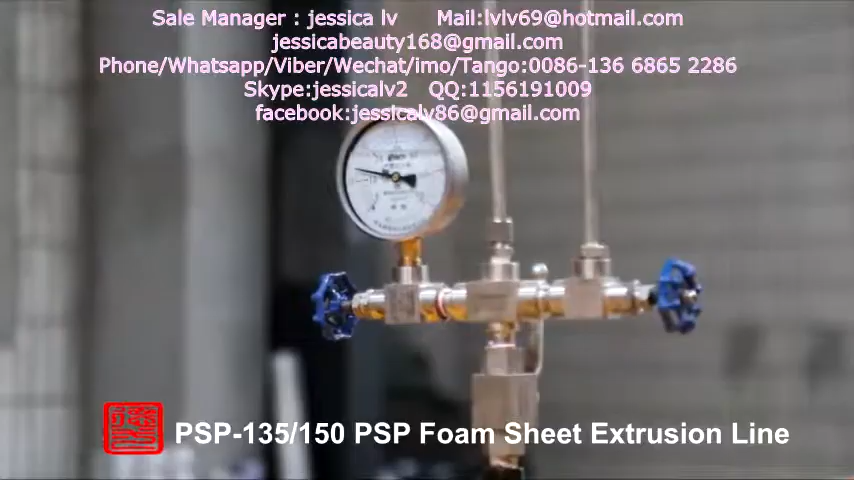 Sale Manager : jessica lv Mail:lvlv69@hotmail.com
jessicabeauty168@gmail.com
Phone/Whatsapp/Viber/Wechat/imo/Tango:0086-136 6865 2286
Skype:jessicalv2 QQ:1156191009
facebook:jessicalv86@gmail.com
PSP-135/150 PSP Foam Sheet Extrusion Line